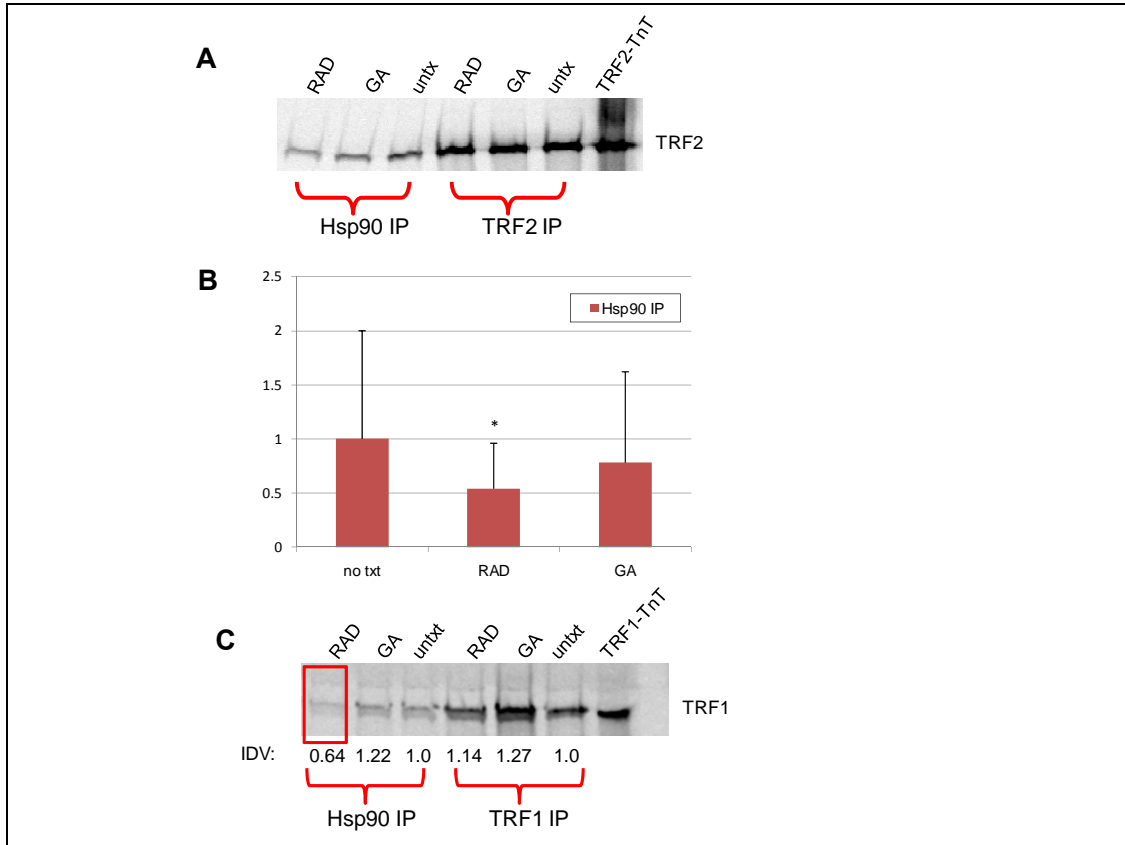 A
RAD GA untx RAD GA untx TRF2-TnT
TRF2
Hsp90 IP TRF2 IP
B
2.5
Hsp90 IP
2
1.5
*
1
0.5
0
no txt RAD GA
C
RAD GA untxt RAD GA untxt TRF1-TnT
TRF1
IDV: 0.64 1.22 1.0 1.14 1.27 1.0
Hsp90 IP TRF1 IP